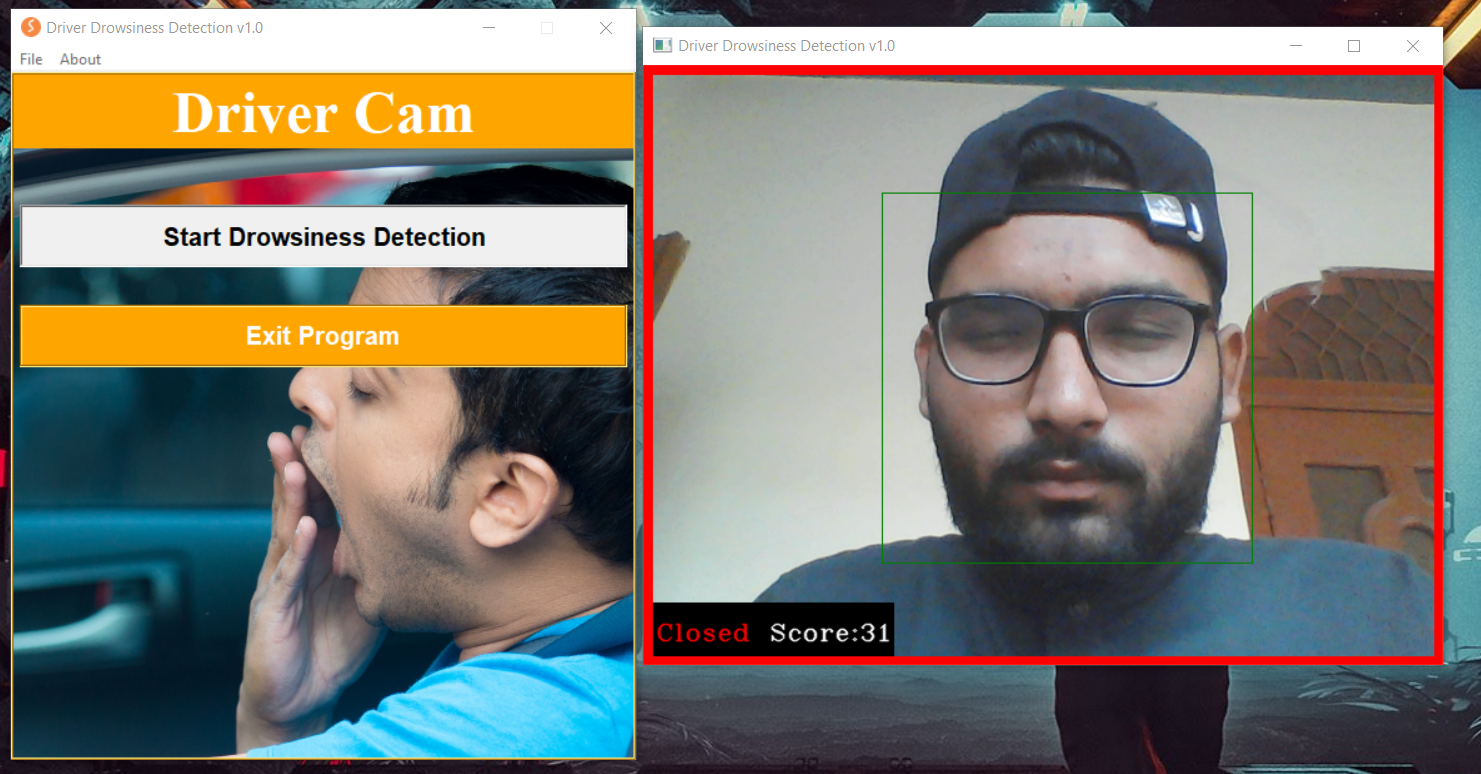 Driver Drowsiness Detection v1.0
File About
Driver Cam
Start Drowsiness Detection
Exit Program
Driver Drowsiness Detection v1.0
Closed Score:31